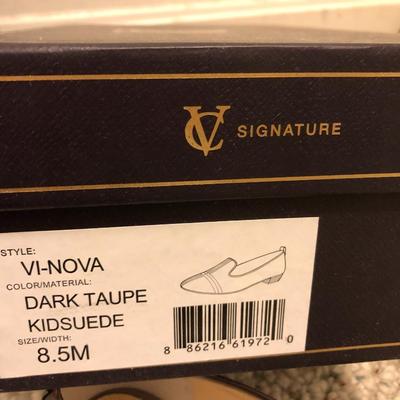 VC SIGNATURE
STYLE:
VI-NOVA
COLOR/MATERIAL:
DARK TAUPE
KIDSUEDE
SIZE/WIDTH:
8.5M
8 86216 61972 0